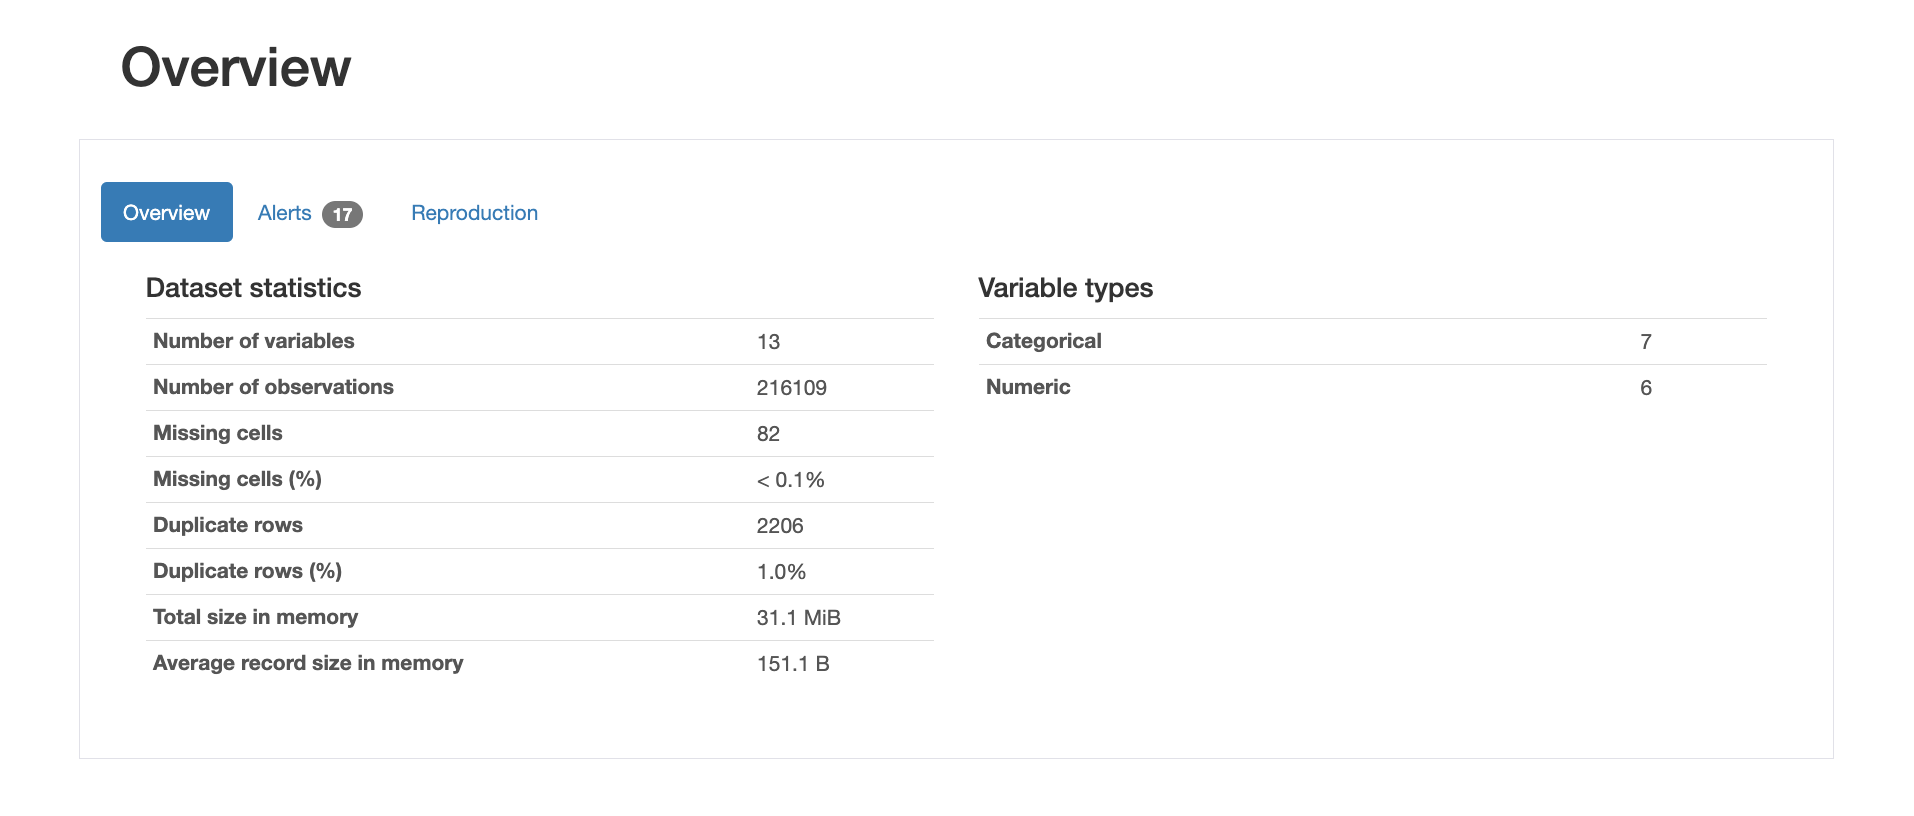 Overview
Overview Alerts 17 Reproduction
Dataset statistics
Number of variables 13
Number of observations 216109
Missing cells 82
Missing cells (%) < 0.1%
Duplicate rows 2206
Duplicate rows (%) 1.0%
Total size in memory 31.1 MiB
Average record size in memory 151.1 B
Variable types
Categorical 7
Numeric 6